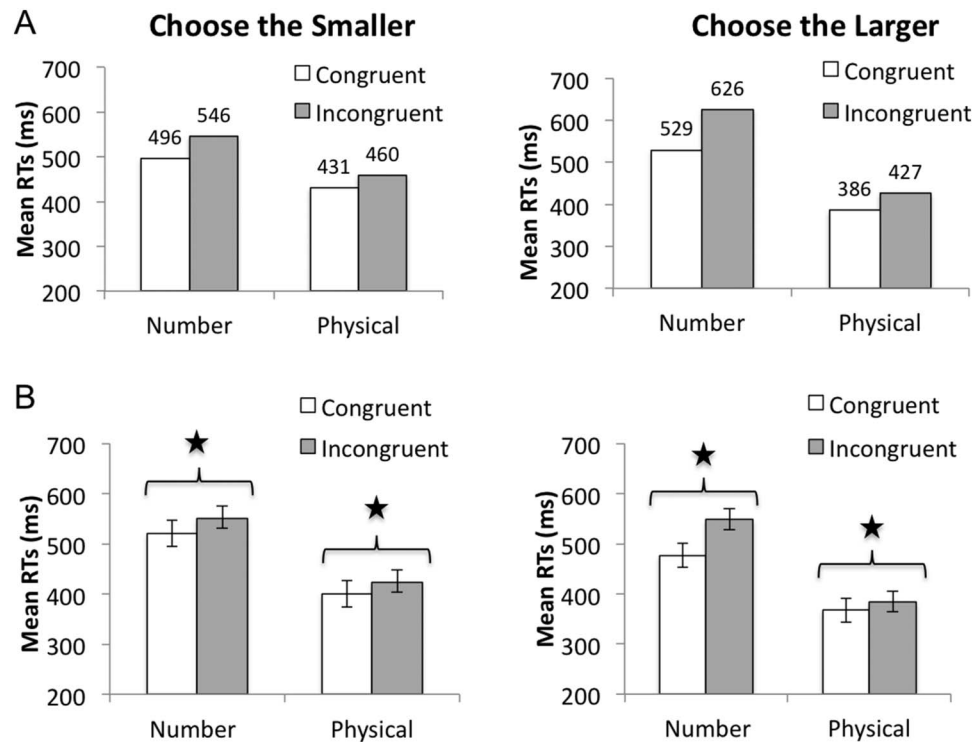 A
Choose the Smaller
Choose the Larger
700
600
500
400
300
200
Mean RTs (ms)
Congruent
Incongruent
496
546
431
460
Number
Physical
700
600
500
400
300
200
Mean RTs (ms)
Congruent
Incongruent
529
626
386
427
Number
Physical
B
700
600
500
400
300
200
Mean RTs (ms)
Congruent
Incongruent
Number
Physical
700
600
500
400
300
200
Mean RTs (ms)
Congruent
Incongruent
Number
Physical